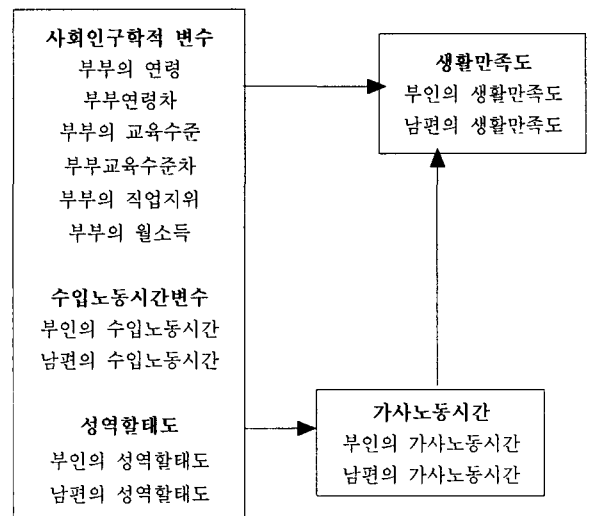 사회인구학적 변수
부부의 연령
부부연령차
부부의 교육수준
부부교육수준차
부부의 직업지위
부부의 월소득
수입노동시간변수
부인의 수입노동시간
남편의 수입노동시간
성역할태도
부인의 성역할태도
남편의 성역할태도
생활만족도
부인의 생활만족도
남편의 생활만족도
가사노동시간
부인의 가사노동시간
남편의 가사노동시간